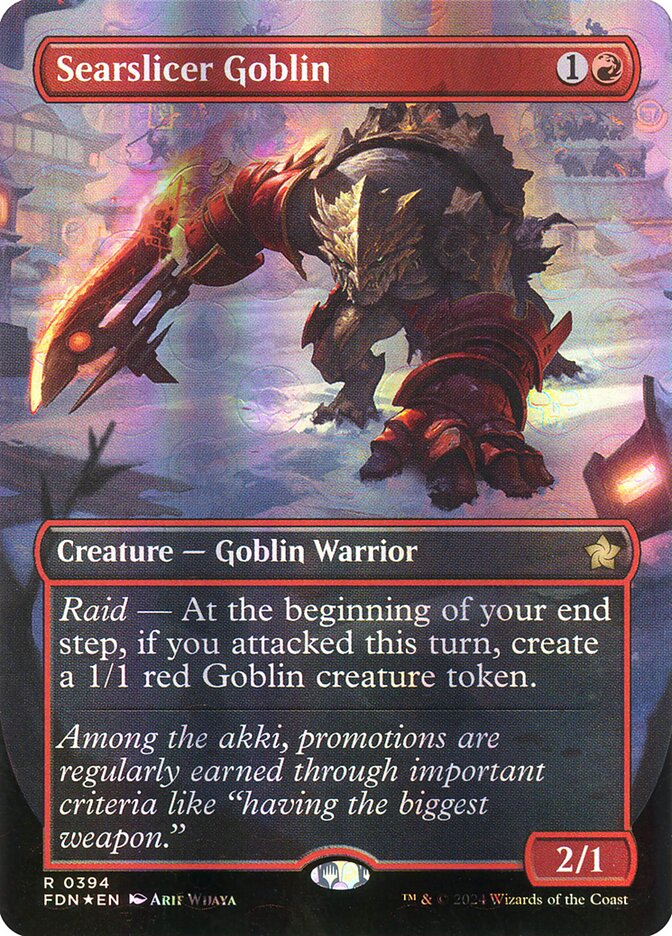 Searslicer Goblin 1
Creature — Goblin Warrior
Raid — At the beginning of your end
step, if you attacked this turn, create
a 1/1 red Goblin creature token.
Among the akki, promotions are
regularly earned through important
criteria like “having the biggest
weapon.”
2/1
R 0394
FDN★EN Arif Wijaya
™ & © 2024 Wizards of the Coast